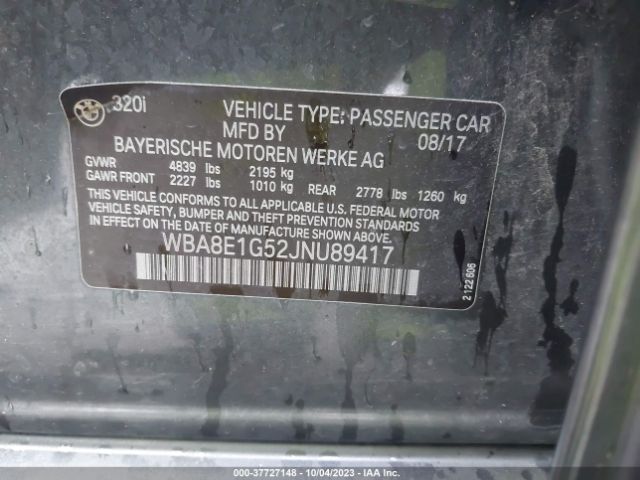 320i
VEHICLE TYPE: PASSENGER CAR
MFD BY 08/17
BAYERISCHE MOTOREN WERKE AG
GVWR 4839 lbs 2195 kg
GAWR FRONT 2227 lbs 1010 kg REAR 2778 lbs 1260 kg
THIS VEHICLE CONFORMS TO ALL APPLICABLE U.S. FEDERAL MOTOR
VEHICLE SAFETY, BUMPER AND THEFT PREVENTION STANDARDS
IN EFFECT ON THE DATE OF MANUFACTURE SHOWN ABOVE.
WBA8E1G52JNU89417
2 122 606
00-37727148 - 10/04/2023 - IAA Inc.